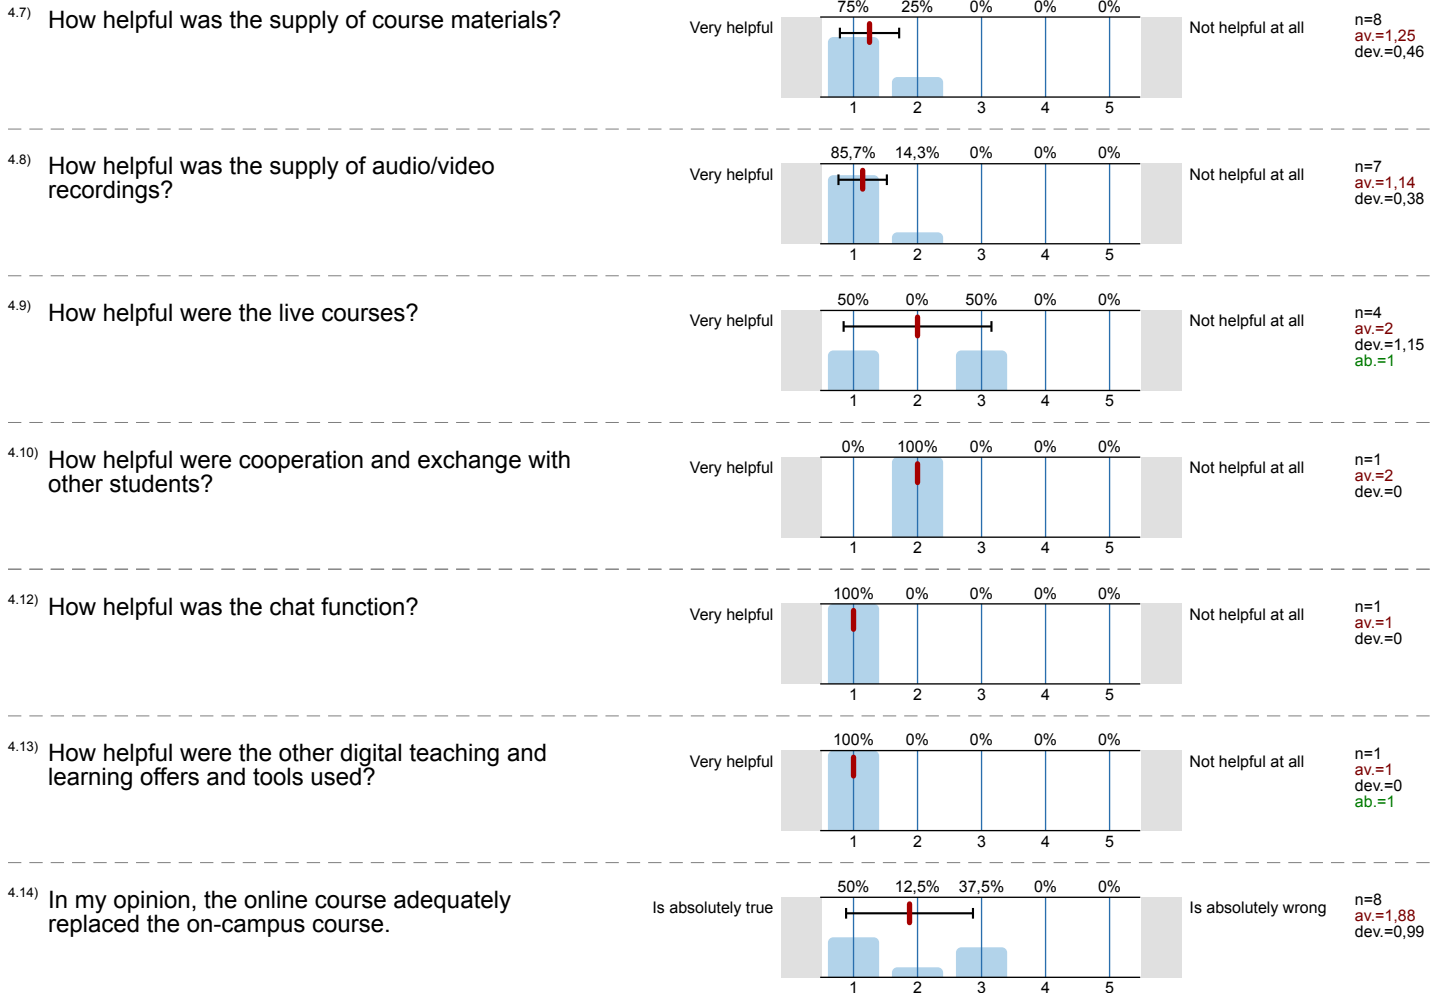 4.7) How helpful was the supply of course materials?
75% 25% 0% 0% 0%
Very helpful
Not helpful at all
n=8
av.=1,25
dev.=0,46
1 2 3 4 5
4.8) How helpful was the supply of audio/video
recordings?
85,7% 14,3% 0% 0% 0%
Very helpful
Not helpful at all
n=7
av.=1,14
dev.=0,38
1 2 3 4 5
4.9) How helpful were the live courses?
50% 0% 50% 0% 0%
Very helpful
Not helpful at all
n=4
av.=2
dev.=1,15
ab.=1
1 2 3 4 5
4.10) How helpful were cooperation and exchange with
other students?
0% 100% 0% 0% 0%
Very helpful
Not helpful at all
n=1
av.=2
dev.=0
1 2 3 4 5
4.12) How helpful was the chat function?
100% 0% 0% 0% 0%
Very helpful
Not helpful at all
n=1
av.=1
dev.=0
1 2 3 4 5
4.13) How helpful were the other digital teaching and
learning offers and tools used?
100% 0% 0% 0% 0%
Very helpful
Not helpful at all
n=1
av.=1
dev.=0
ab.=1
1 2 3 4 5
4.14) In my opinion, the online course adequately
replaced the on-campus course.
50% 12,5% 37,5% 0% 0%
Is absolutely true
Is absolutely wrong
n=8
av.=1,88
dev.=0,99
1 2 3 4 5